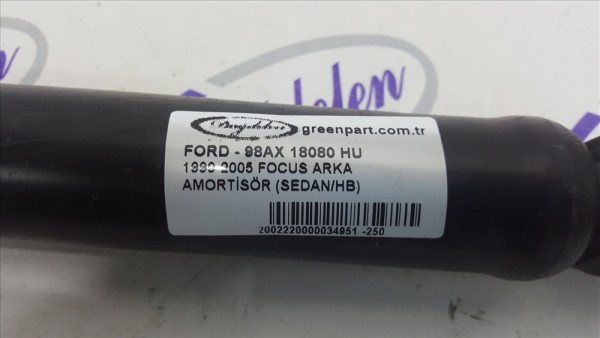 greenpart.com.tr
FORD - 98AX 18080 HU
1999-2005 FOCUS ARKA
AMORTİSÖR (SEDAN/HB)
2002220000034951 -250